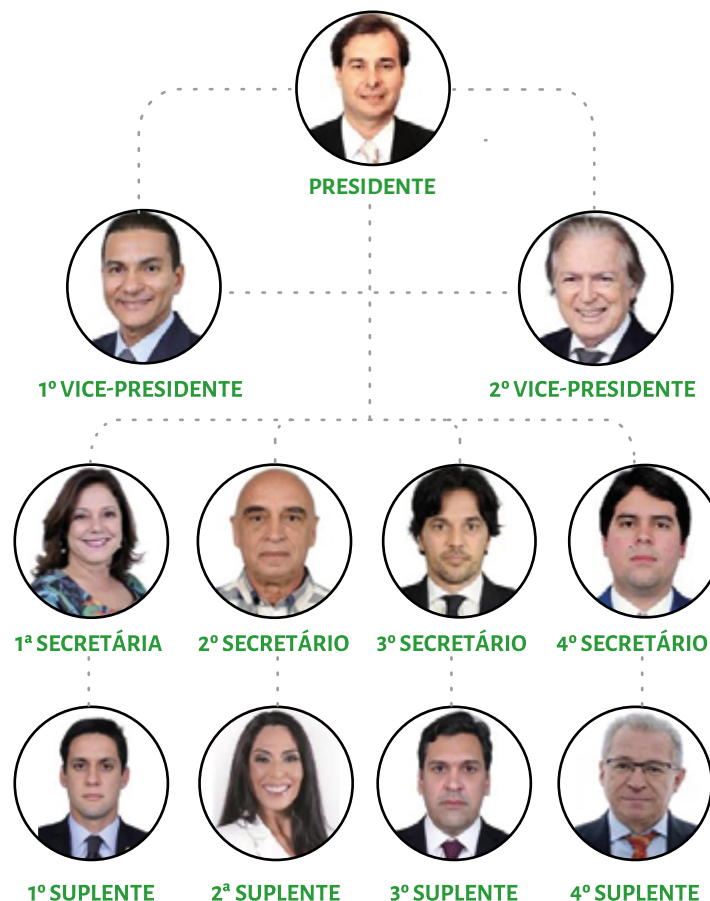 PRESIDENTE
1º VICE-PRESIDENTE
2º VICE-PRESIDENTE
1ª SECRETÁRIA
2º SECRETÁRIO
3º SECRETÁRIO
4º SECRETÁRIO
1º SUPLENTE
2ª SUPLENTE
3º SUPLENTE
4º SUPLENTE